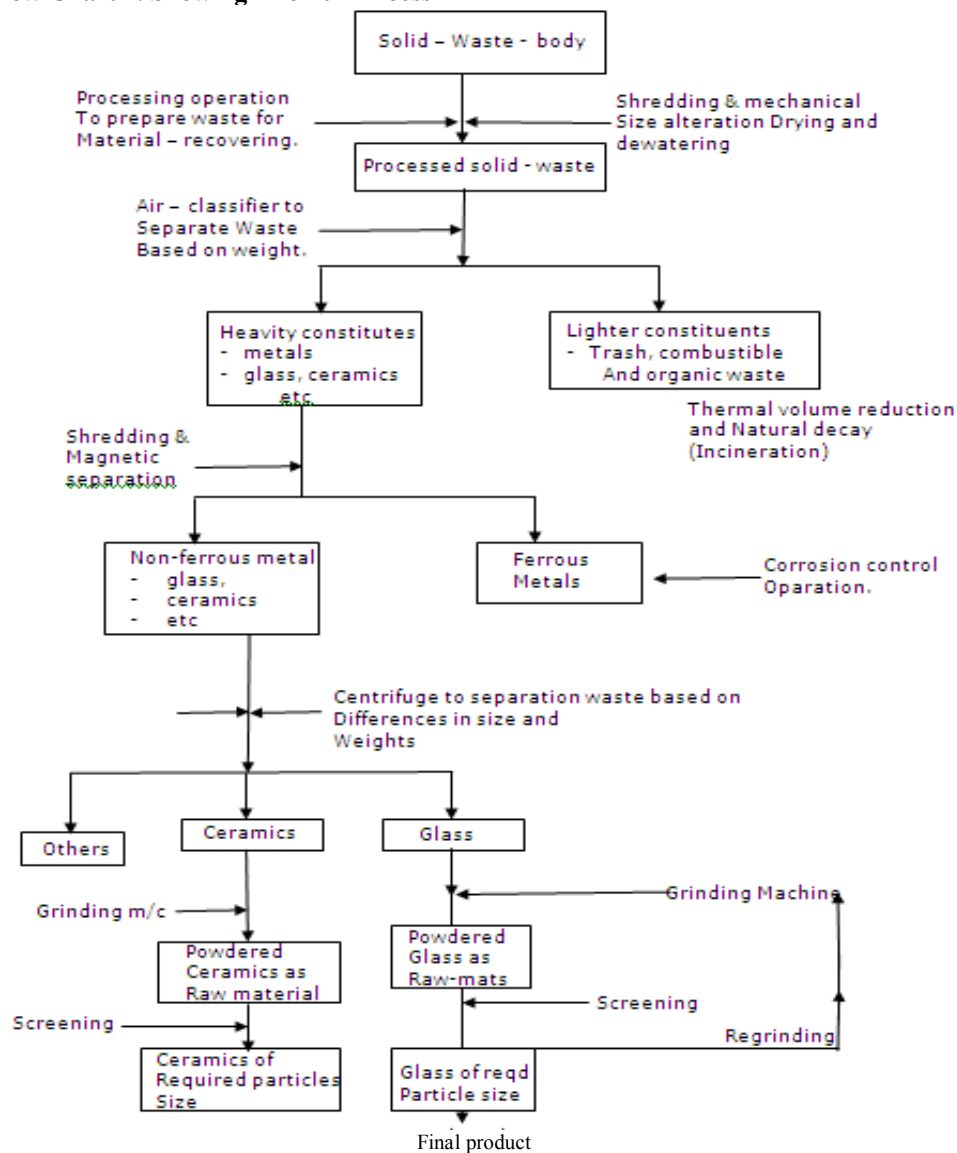 Solid – Waste - body
Processing operation
To prepare waste for
Material – recovering.
Shredding & mechanical
Size alteration Drying and
dewatering
Processed solid - waste
Air – classifier to
Separate Waste
Based on weight.
Heavity constitutes
- metals
- glass, ceramics
etc
Lighter constituents
- Trash, combustible
And organic waste
Thermal volume reduction
and Natural decay
(Incineration)
Shredding &
Magnetic
separation
Non-ferrous metal
- glass,
- ceramics
- etc
Ferrous
Metals
Corrosion control
Oparation.
Centrifuge to separation waste based on
Differences in size and
Weights
Others
Ceramics
Glass
Grinding m/c
Grinding Machine
Powdered
Ceramics as
Raw material
Powdered
Glass as
Raw-mats
Screening
Screening
Regrinding
Ceramics of
Required particles
Size
Glass of reqd
Particle size
Final product